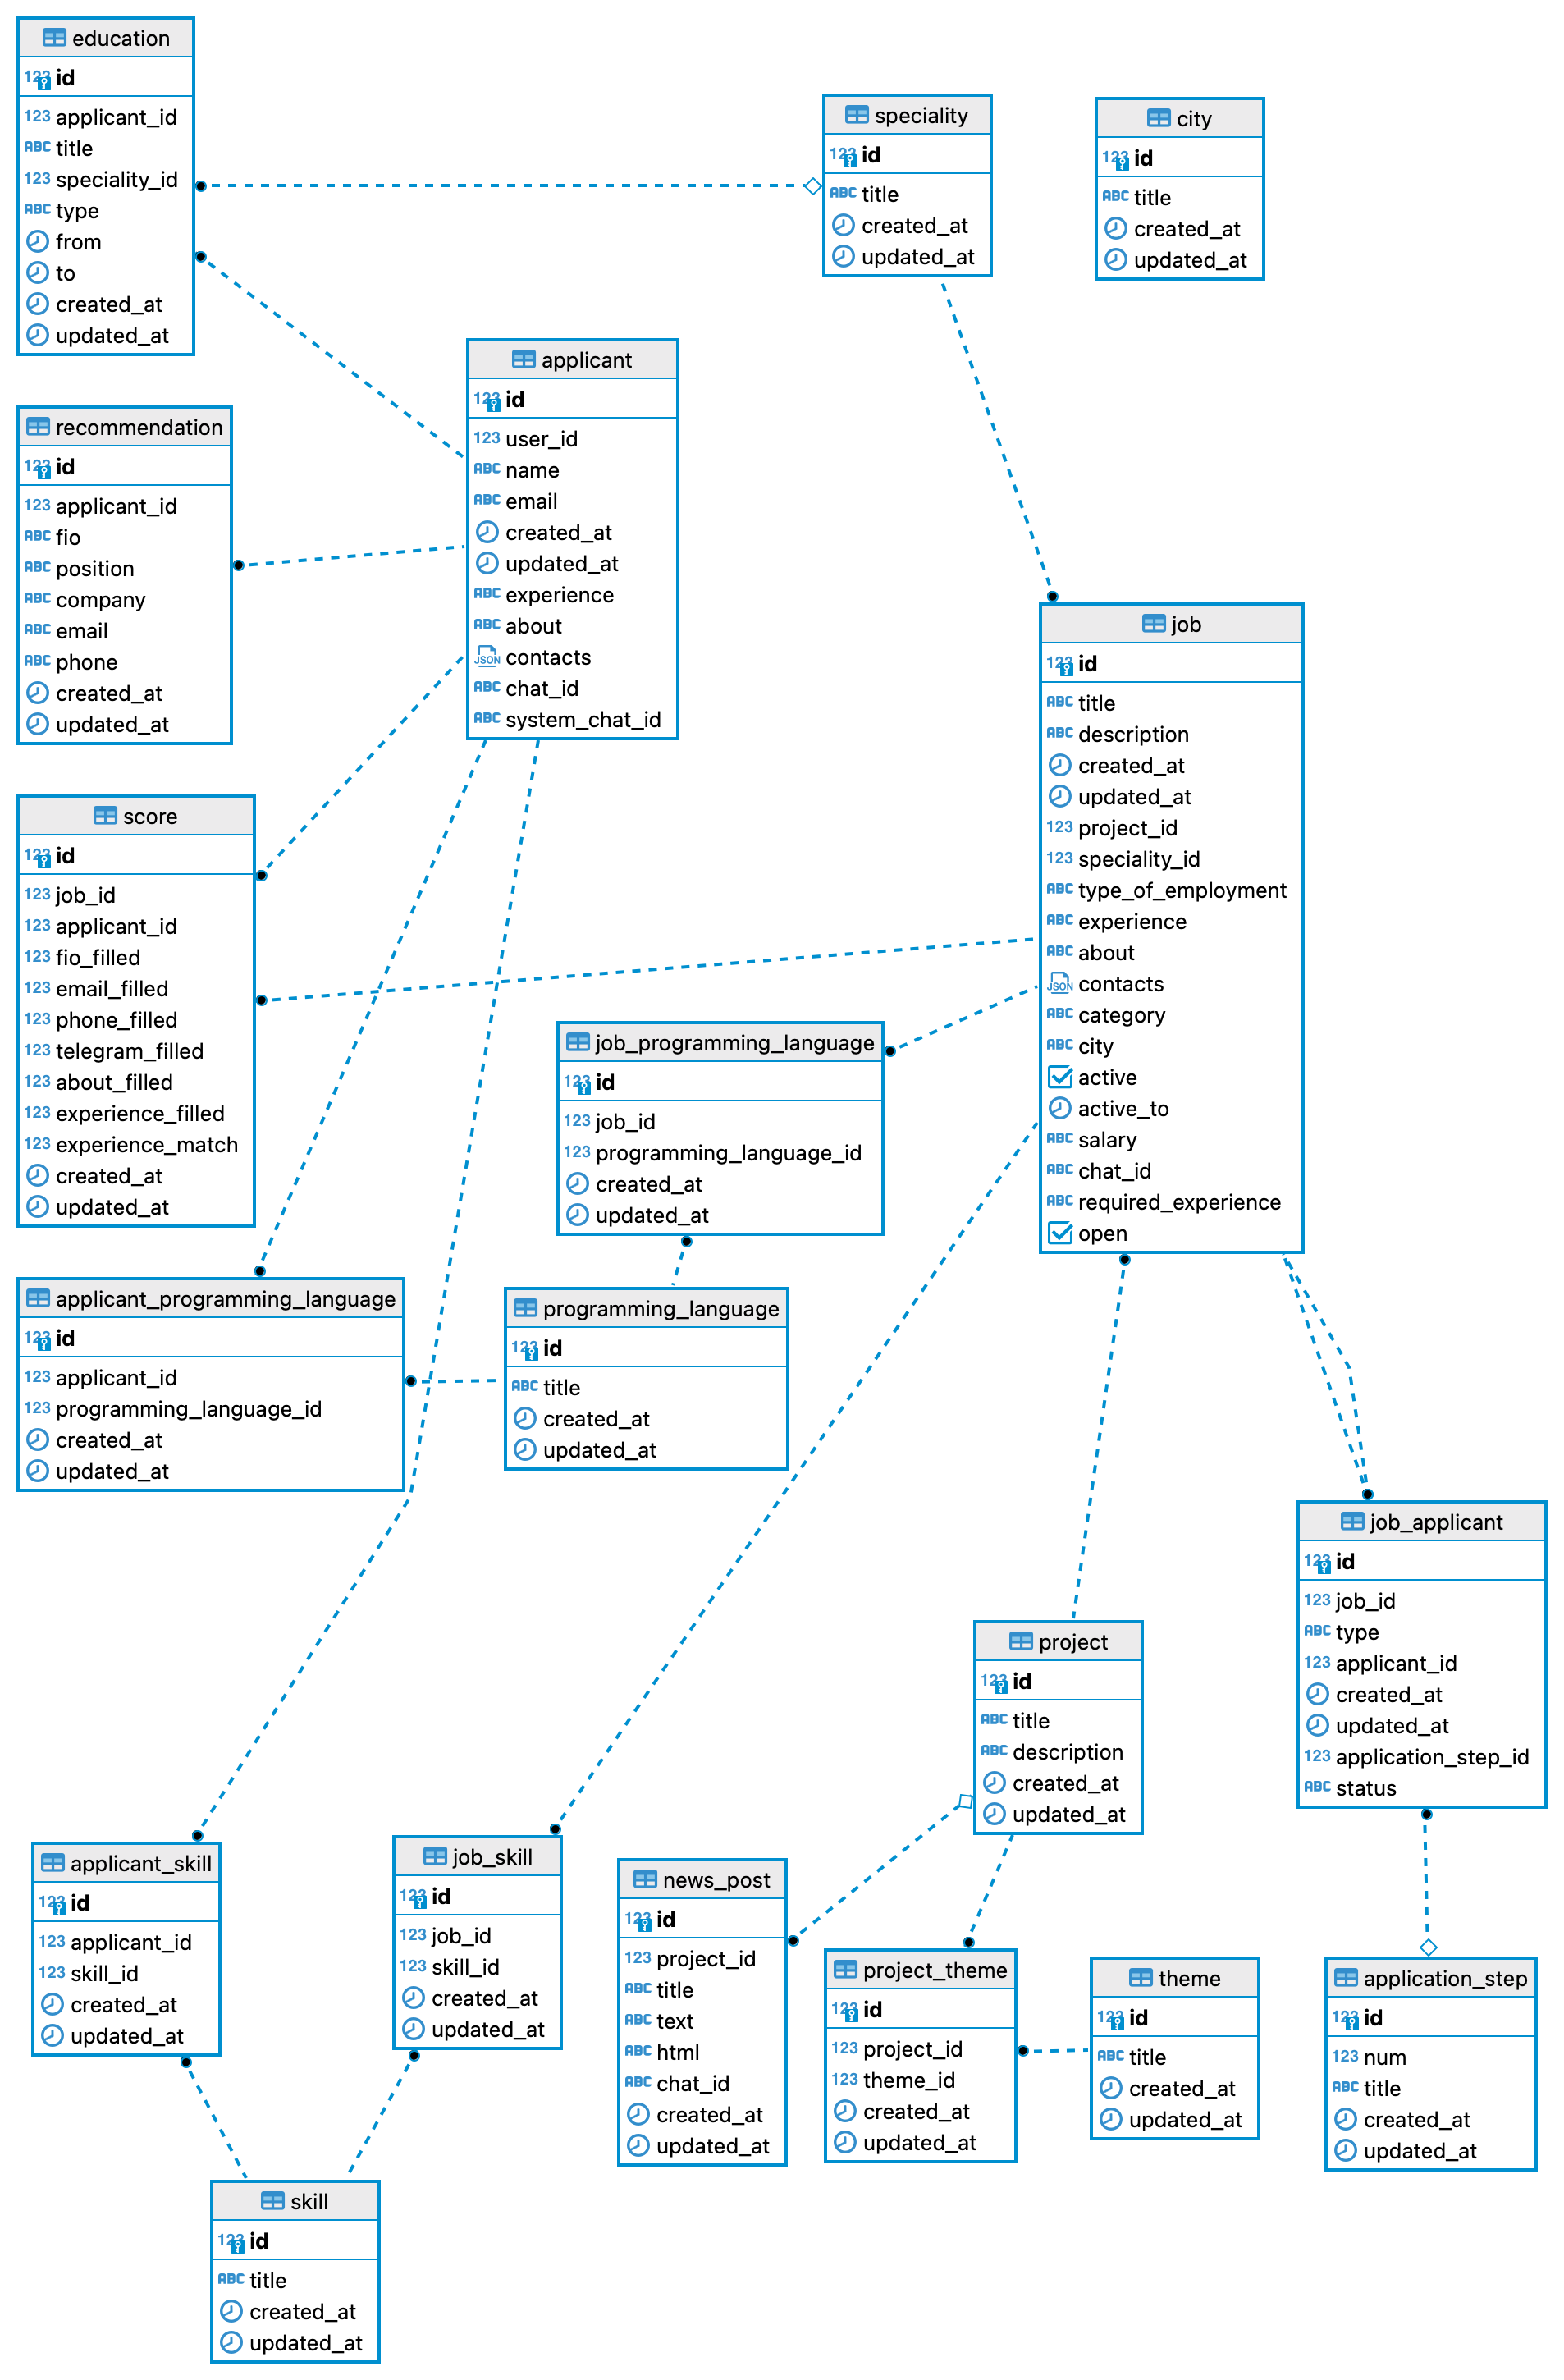 education
123 id
123 applicant_id
ABC title
123 speciality_id
ABC type
from
to
created_at
updated_at
speciality
123 id
ABC title
created_at
updated_at
city
123 id
ABC title
created_at
updated_at
applicant
123 id
123 user_id
ABC name
ABC email
created_at
updated_at
ABC experience
ABC about
JSON contacts
ABC chat_id
ABC system_chat_id
recommendation
123 id
123 applicant_id
ABC fio
ABC position
ABC company
ABC email
ABC phone
created_at
updated_at
job
123 id
ABC title
ABC description
created_at
updated_at
123 project_id
123 speciality_id
ABC type_of_employment
ABC experience
ABC about
JSON contacts
ABC category
ABC city
active
active_to
ABC salary
ABC chat_id
ABC required_experience
open
score
123 id
123 job_id
123 applicant_id
123 fio_filled
123 email_filled
123 phone_filled
123 telegram_filled
123 about_filled
123 experience_filled
123 experience_match
created_at
updated_at
job_programming_language
123 id
123 job_id
123 programming_language_id
created_at
updated_at
applicant_programming_language
123 id
123 applicant_id
123 programming_language_id
created_at
updated_at
programming_language
123 id
ABC title
created_at
updated_at
job_applicant
123 id
123 job_id
ABC type
123 applicant_id
created_at
updated_at
123 application_step_id
ABC status
project
123 id
ABC title
ABC description
created_at
updated_at
applicant_skill
123 id
123 applicant_id
123 skill_id
created_at
updated_at
job_skill
123 id
123 job_id
123 skill_id
created_at
updated_at
news_post
123 id
123 project_id
ABC title
ABC text
ABC html
ABC chat_id
created_at
updated_at
project_theme
123 id
123 project_id
123 theme_id
created_at
updated_at
theme
123 id
ABC title
created_at
updated_at
application_step
123 id
123 num
ABC title
created_at
updated_at
skill
123 id
ABC title
created_at
updated_at